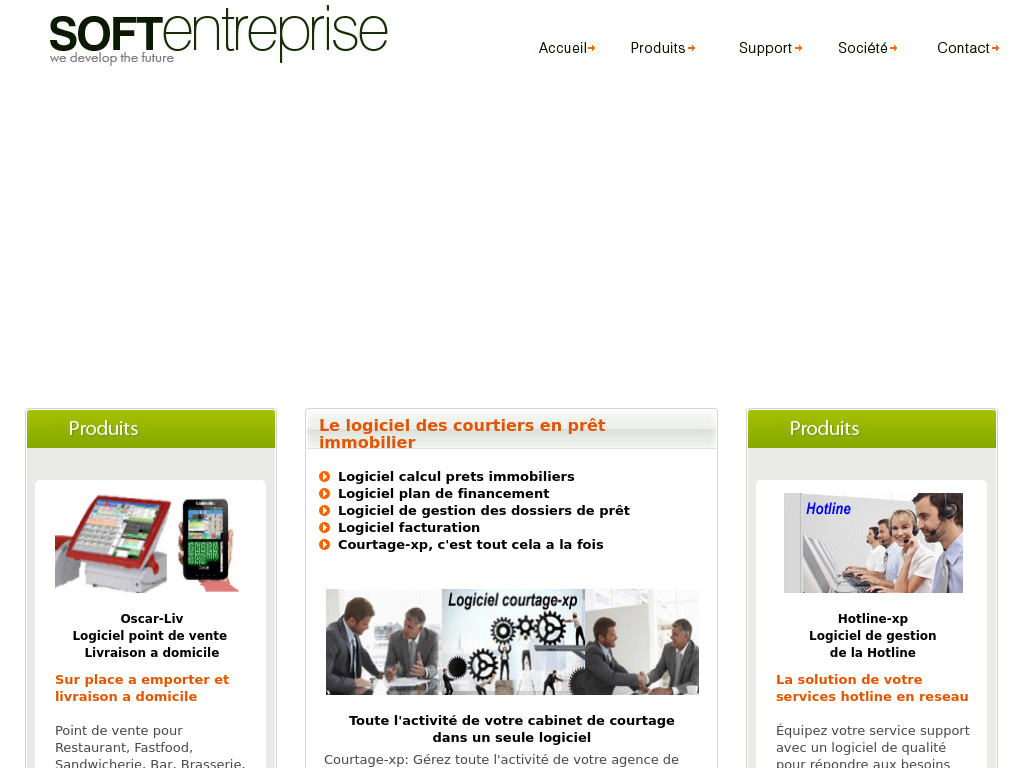 SOFTentreprise
we develop the future
Accueil
Produits
Support
Société
Contact
Produits
Oscar-Liv
Logiciel point de vente
Livraison a domicile
Sur place a emporter et
livraison a domicile
Point de vente pour
Restaurant, Fastfood,
Sandwicherie, Bar, Brasserie,
Le logiciel des courtiers en prêt
immobilier
Logiciel calcul prets immobiliers
Logiciel plan de financement
Logiciel de gestion des dossiers de prêt
Logiciel facturation
Courtage-xp, c'est tout cela a la fois
Logiciel courtage-xp
Toute l'activité de votre cabinet de courtage
dans un seule logiciel
Courtage-xp: Gérez toute l'activité de votre agence de
Produits
Hotline
Hotline-xp
Logiciel de gestion
de la Hotline
La solution de votre
services hotline en reseau
Équipez votre service support
avec un logiciel de qualité
pour répondre aux besoins